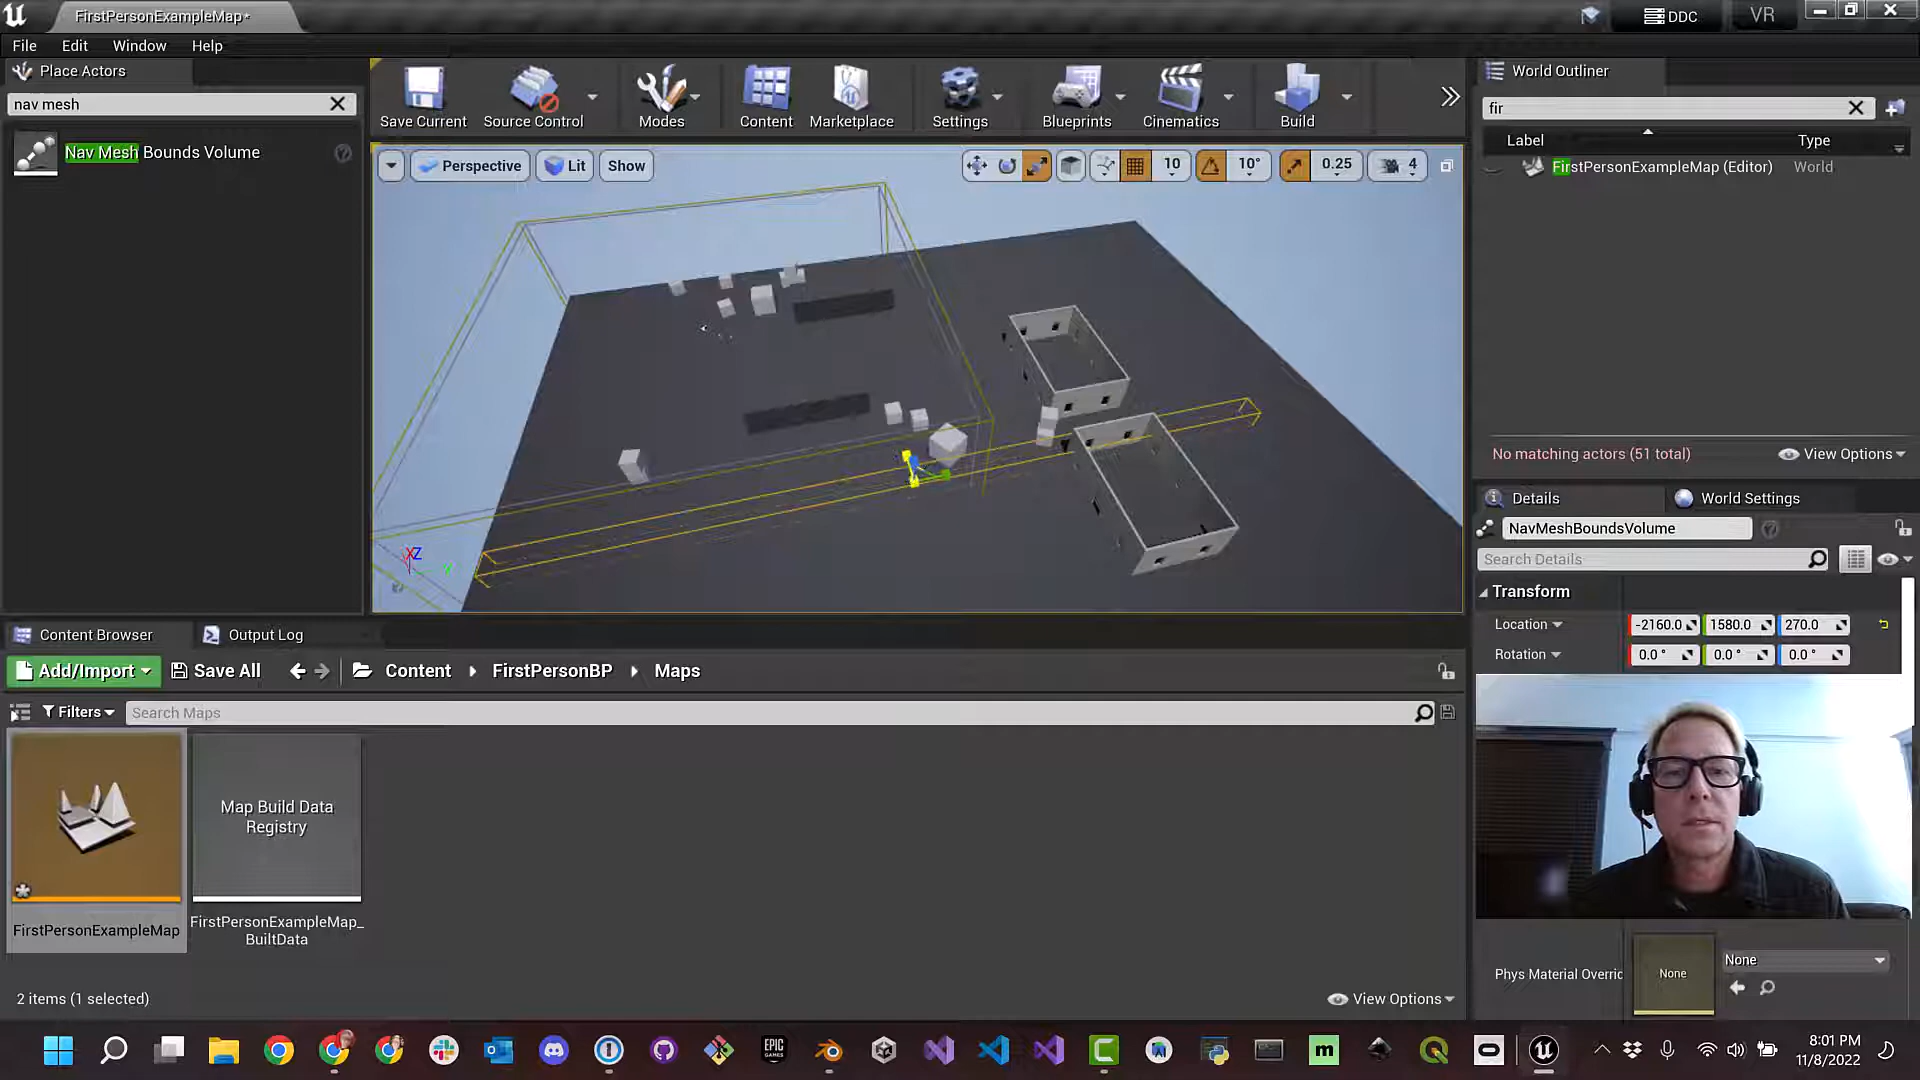 FirstPersonExampleMap*
DDC
VR
File
Edit
Window
Help
Place Actors
nav mesh
Nav Mesh Bounds Volume
Save Current
Source Control
Modes
Content
Marketplace
Settings
Blueprints
Cinematics
Build
Perspective
Lit
Show
10
10°
0.25
4
X
Z
Y
World Outliner
fir
Label
Type
FirstPersonExampleMap (Editor)
World
No matching actors (51 total)
View Options
Details
World Settings
NavMeshBoundsVolume
Search Details
Transform
Location
-2160.0
1580.0
270.0
Rotation
0.0 °
0.0 °
0.0 °
Phys Material Overric
None
None
Content Browser
Output Log
Add/Import
Save All
Content
FirstPersonBP
Maps
Filters
Search Maps
Map Build Data
Registry
FirstPersonExampleMap
FirstPersonExampleMap_
BuiltData
2 items (1 selected)
View Options
EPIC
GAMES
m
8:01 PM
11/8/2022